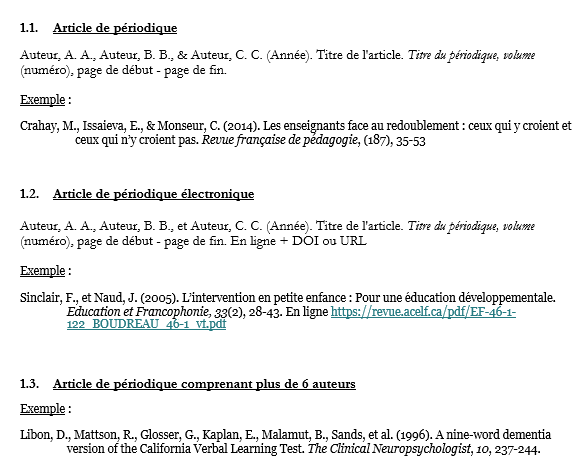 1.1. Article de périodique
Auteur, A. A., Auteur, B. B., & Auteur, C. C. (Année). Titre de l'article. Titre du périodique, volume
(numéro), page de début - page de fin.
Exemple :
Crahay, M., Issaieva, E., & Monseur, C. (2014). Les enseignants face au redoublement : ceux qui y croient et
ceux qui n'y croient pas. Revue française de pédagogie, (187), 35-53
1.2. Article de périodique électronique
Auteur, A. A., Auteur, B. B., et Auteur, C. C. (Année). Titre de l'article. Titre du périodique, volume
(numéro), page de début - page de fin. En ligne + DOI ou URL
Exemple :
Sinclair, F., et Naud, J. (2005). L'intervention en petite enfance : Pour une éducation développementale.
Education et Francophonie, 33(2), 28-43. En ligne https://revue.acelf.ca/pdf/EF-46-1-
122_BOUDREAU_46-1_vf.pdf
1.3. Article de périodique comprenant plus de 6 auteurs
Exemple :
Libon, D., Mattson, R., Glosser, G., Kaplan, E., Malamut, B., Sands, et al. (1996). A nine-word dementia
version of the California Verbal Learning Test. The Clinical Neuropsychologist, 10, 237-244.